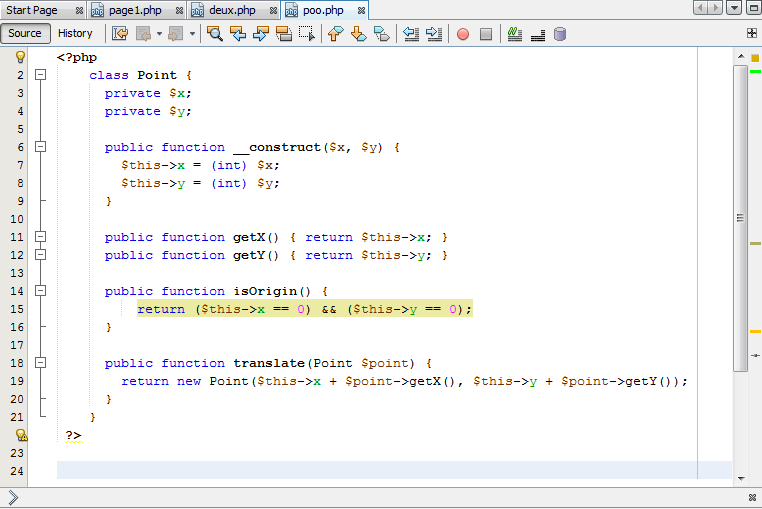 Start Page page1.php deux.php poo.php
Source History
<?php
2 class Point {
3 private $x;
4 private $y;
5
6 public function __construct($x, $y) {
7 $this->x = (int) $x;
8 $this->y = (int) $y;
9 }
10
11 public function getX() { return $this->x; }
12 public function getY() { return $this->y; }
13
14 public function isOrigin() {
15 return ($this->x == 0) && ($this->y == 0);
16 }
17
18 public function translate(Point $point) {
19 return new Point($this->x + $point->getX(), $this->y + $point->getY());
20 }
21 }
?>
23
24